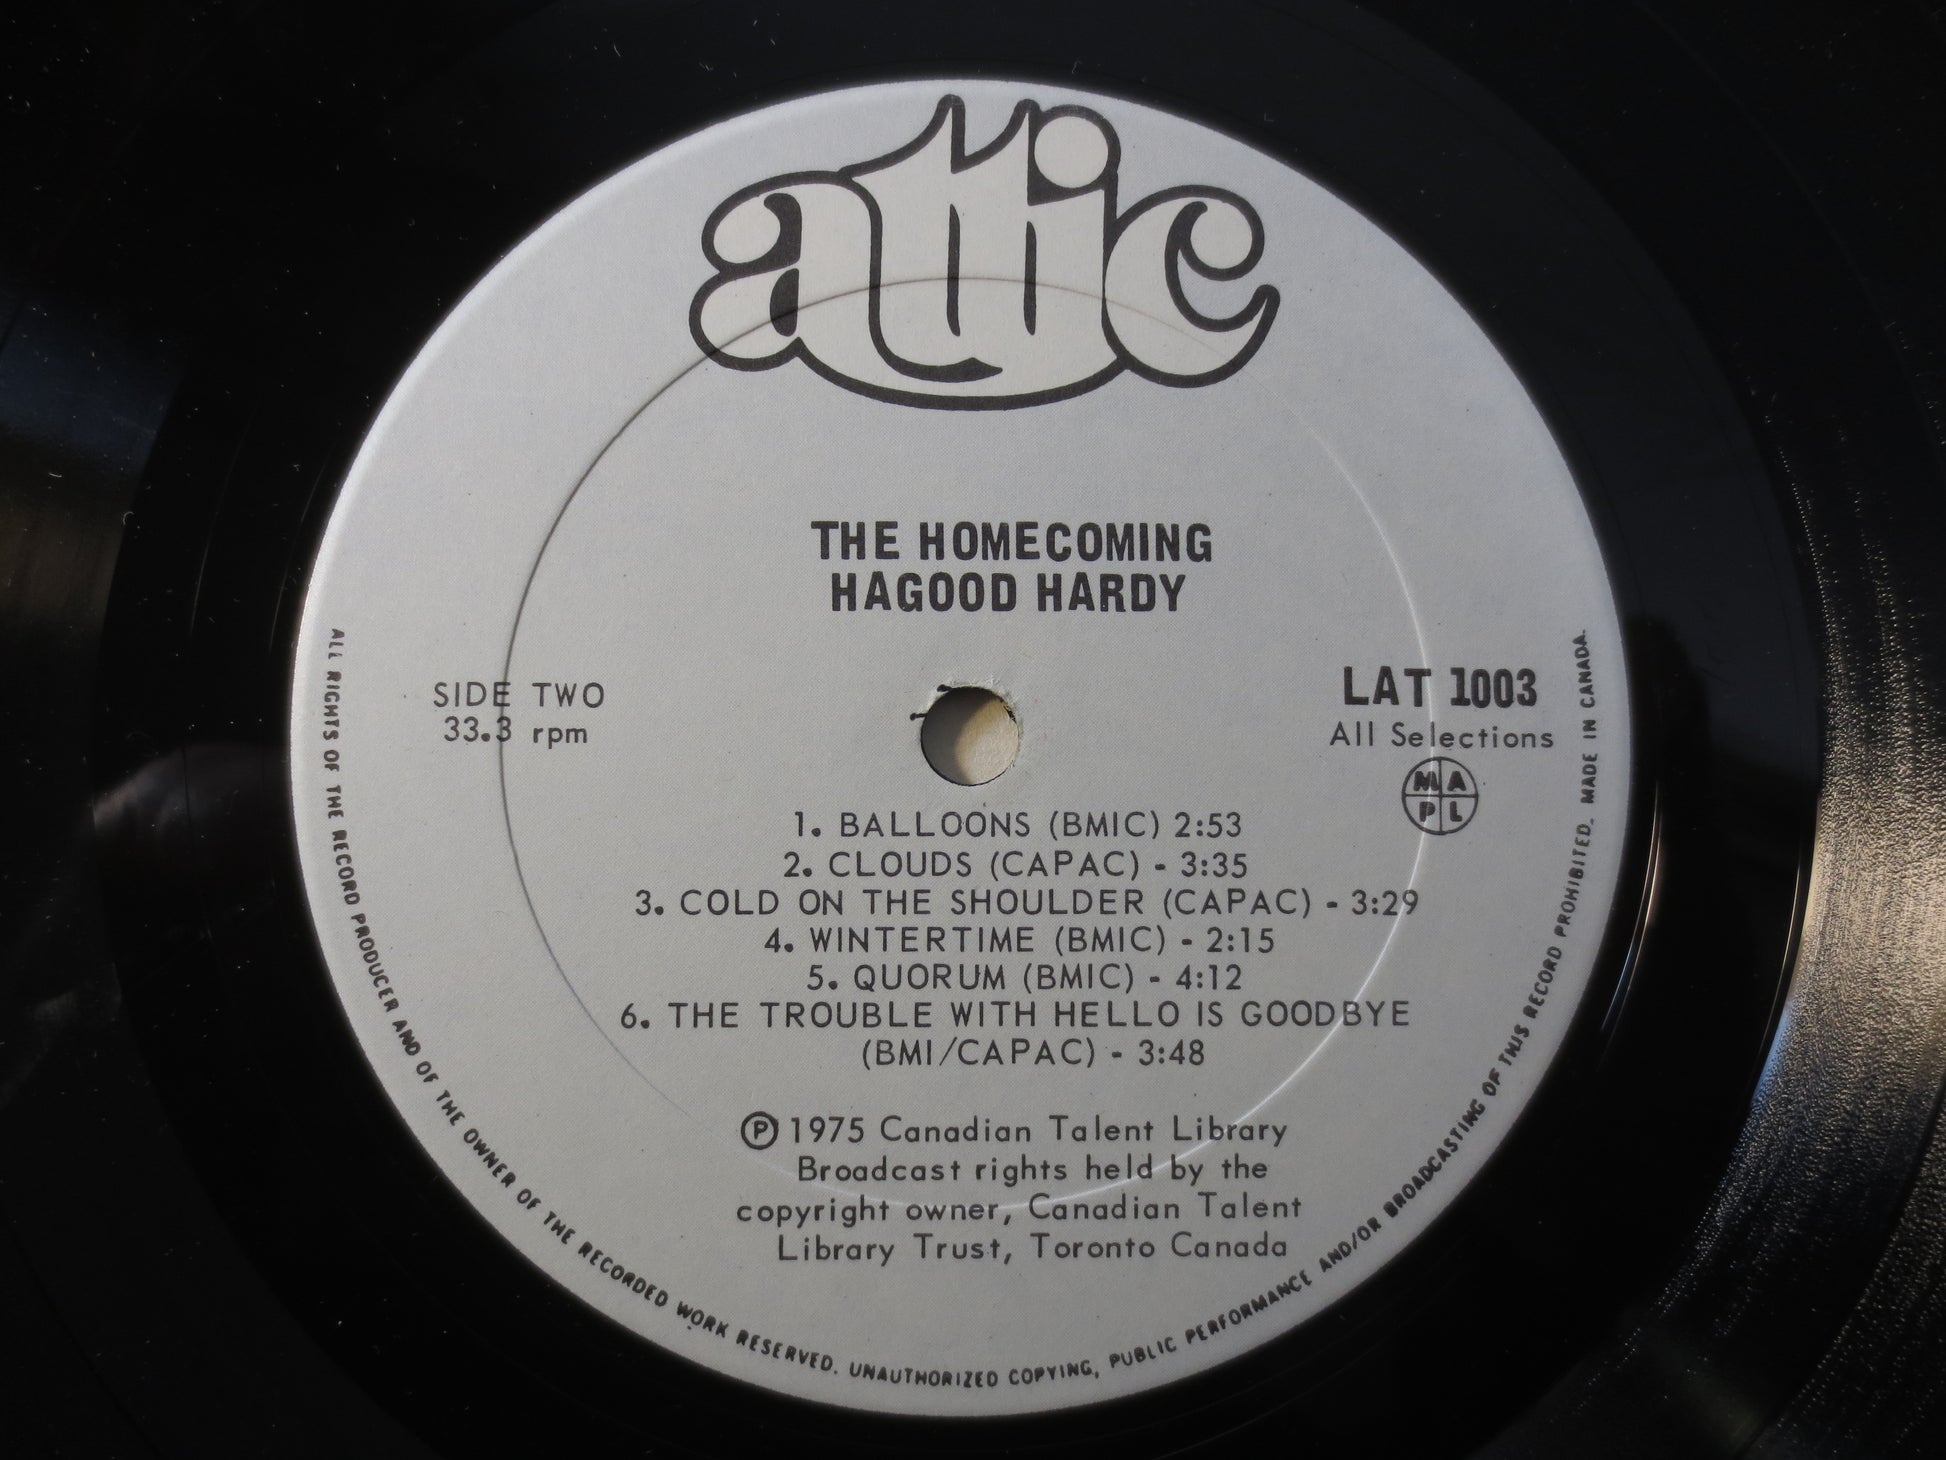 attic
THE HOMECOMING
HAGOOD HARDY
SIDE TWO
33.3 rpm
LAT 1003
All Selections
M A
P L
1. BALLOONS (BMIC) 2:53
2. CLOUDS (CAPAC) - 3:35
3. COLD ON THE SHOULDER (CAPAC) - 3:29
4. WINTERTIME (BMIC) - 2:15
5. QUORUM (BMIC) - 4:12
6. THE TROUBLE WITH HELLO IS GOODBYE
(BMI/CAPAC) - 3:48
Ⓟ 1975 Canadian Talent Library
Broadcast rights held by the
copyright owner, Canadian Talent
Library Trust, Toronto Canada
ALL RIGHTS OF THE RECORD PRODUCER AND OF THE OWNER OF THE RECORDED WORK RESERVED. UNAUTHORIZED COPYING, PUBLIC PERFORMANCE AND/OR BROADCASTING OF THIS RECORD PROHIBITED. MADE IN CANADA.